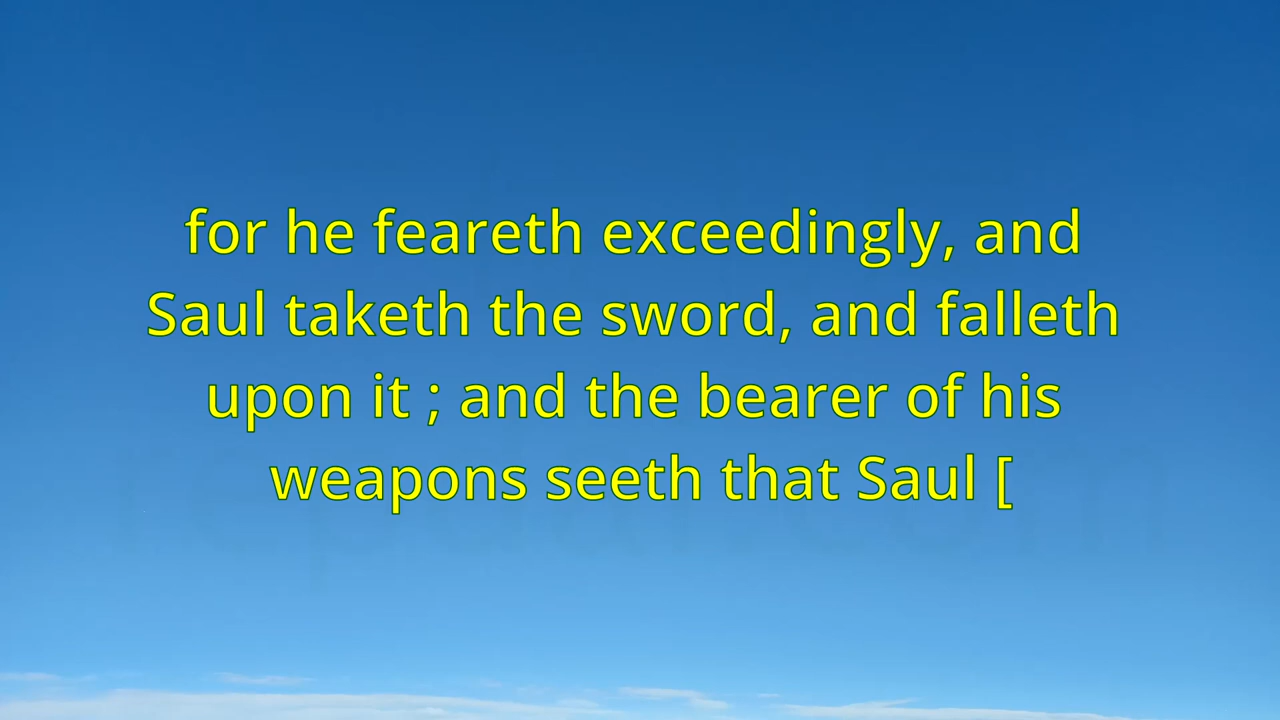 for he feareth exceedingly, and
Saul taketh the sword, and falleth
upon it ; and the bearer of his
weapons seeth that Saul [